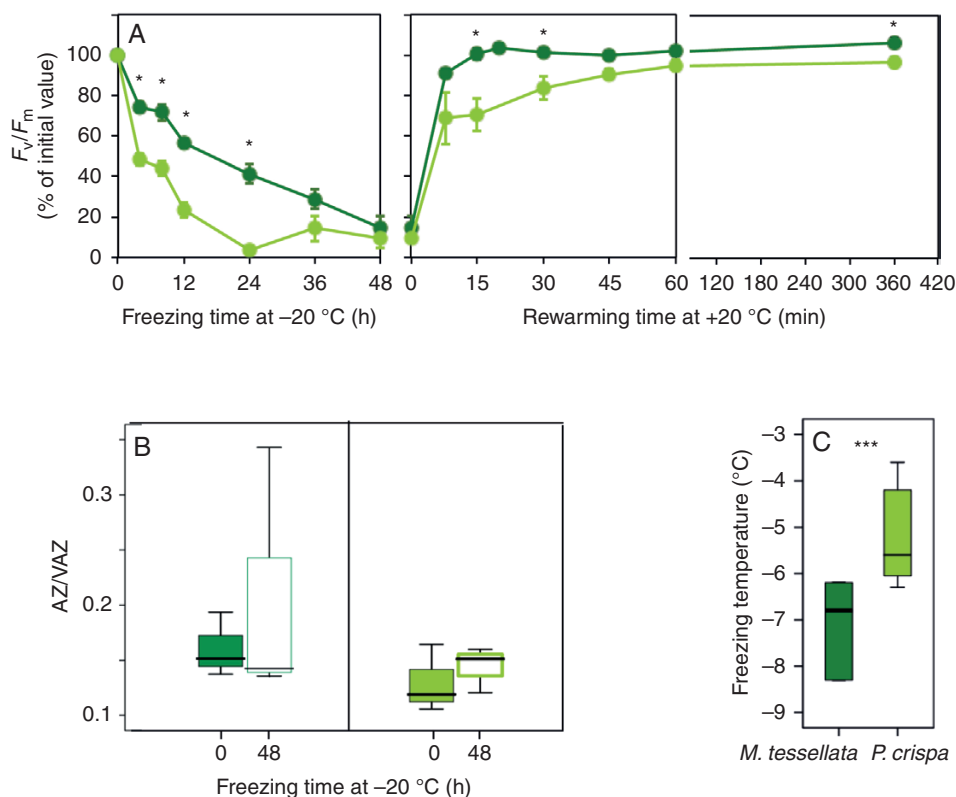 A
100
80
60
40
20
0
Fv/Fm
(% of initial value)
* * * *
* * *
0 12 24 36 48
0 15 30 45 60 120 180 240 300 360 420
Freezing time at –20 °C (h)
Rewarming time at +20 °C (min)
B
0.3
0.2
0.1
AZ/VAZ
0 48 0 48
Freezing time at –20 °C (h)
C
***
–3
–4
–5
–6
–7
–8
–9
Freezing temperature (°C)
M. tessellata P. crispa